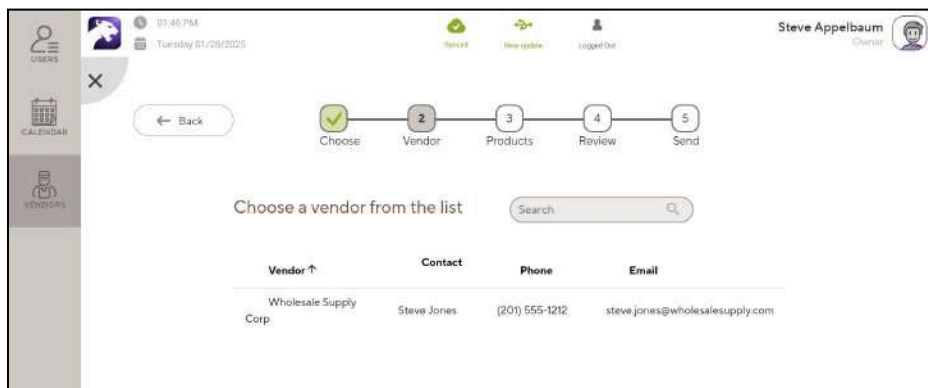 01:46 PM
Tuesday 01/28/2025
Synced
New update
Logged Out
Steve Appelbaum
Owner
USERS
CALENDAR
VENDORS
Back
2
3
4
5
Choose
Vendor
Products
Review
Send
Choose a vendor from the list
Search
Vendor
Contact
Phone
Email
Wholesale Supply
Corp
Steve Jones
(201) 555-1212
steve.jones@wholesalesupply.com